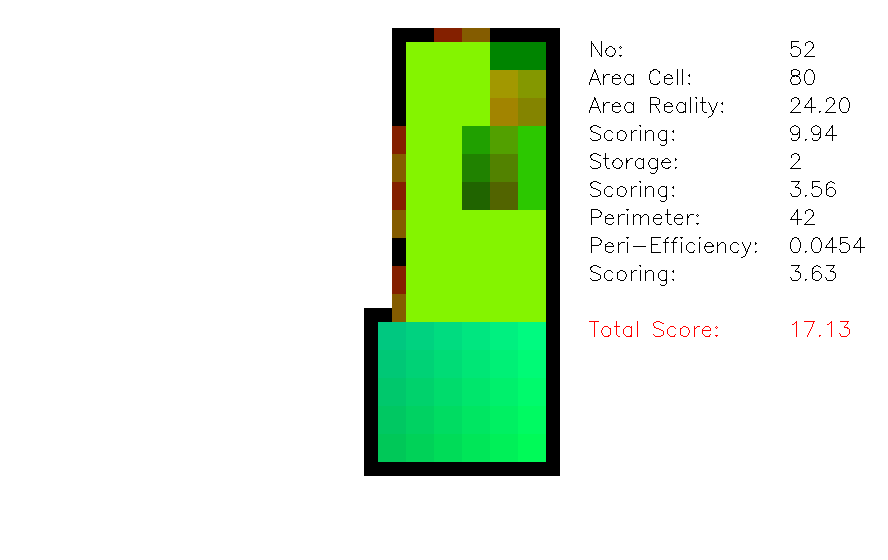 No: 52
Area Cell: 80
Area Reality: 24.20
Scoring: 9.94
Storage: 2
Scoring: 3.56
Perimeter: 42
Peri-Efficiency: 0.0454
Scoring: 3.63
Total Score: 17.13